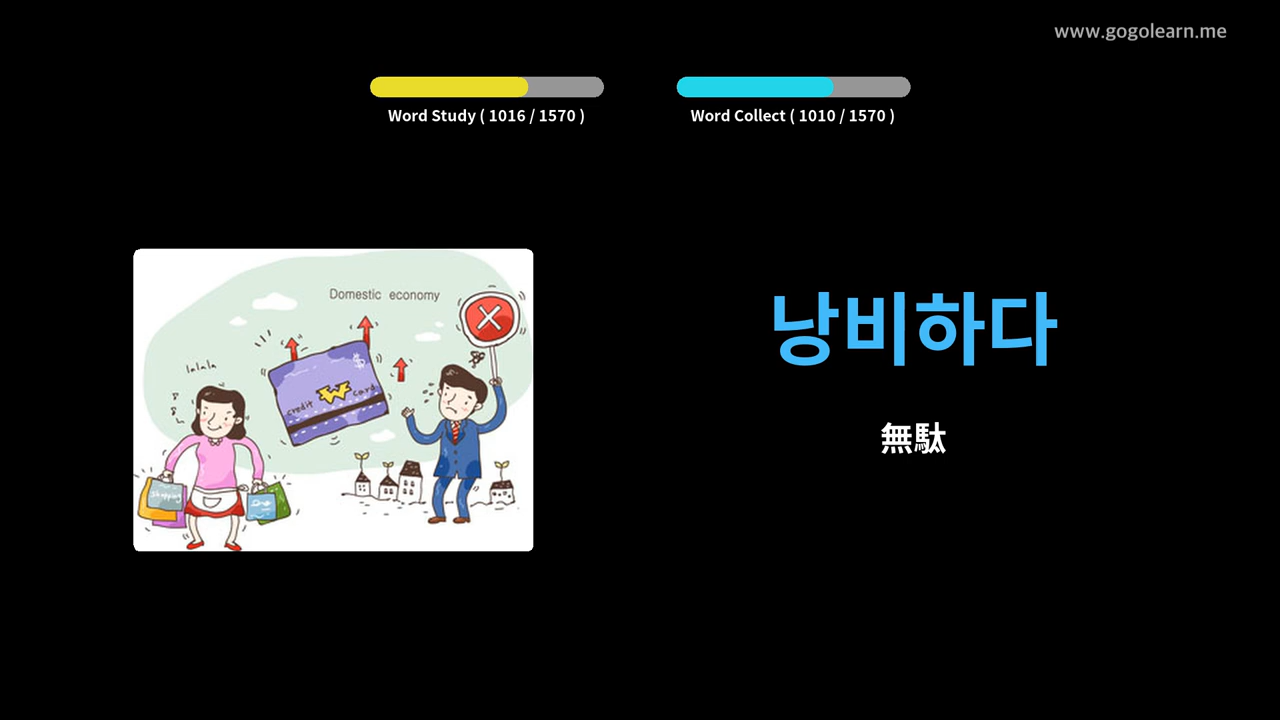 www.gogolearn.me
Word Study ( 1016 / 1570 )
Word Collect ( 1010 / 1570 )
Domestic economy
lalala
$
W
credit card
shopping
낭비하다
無駄